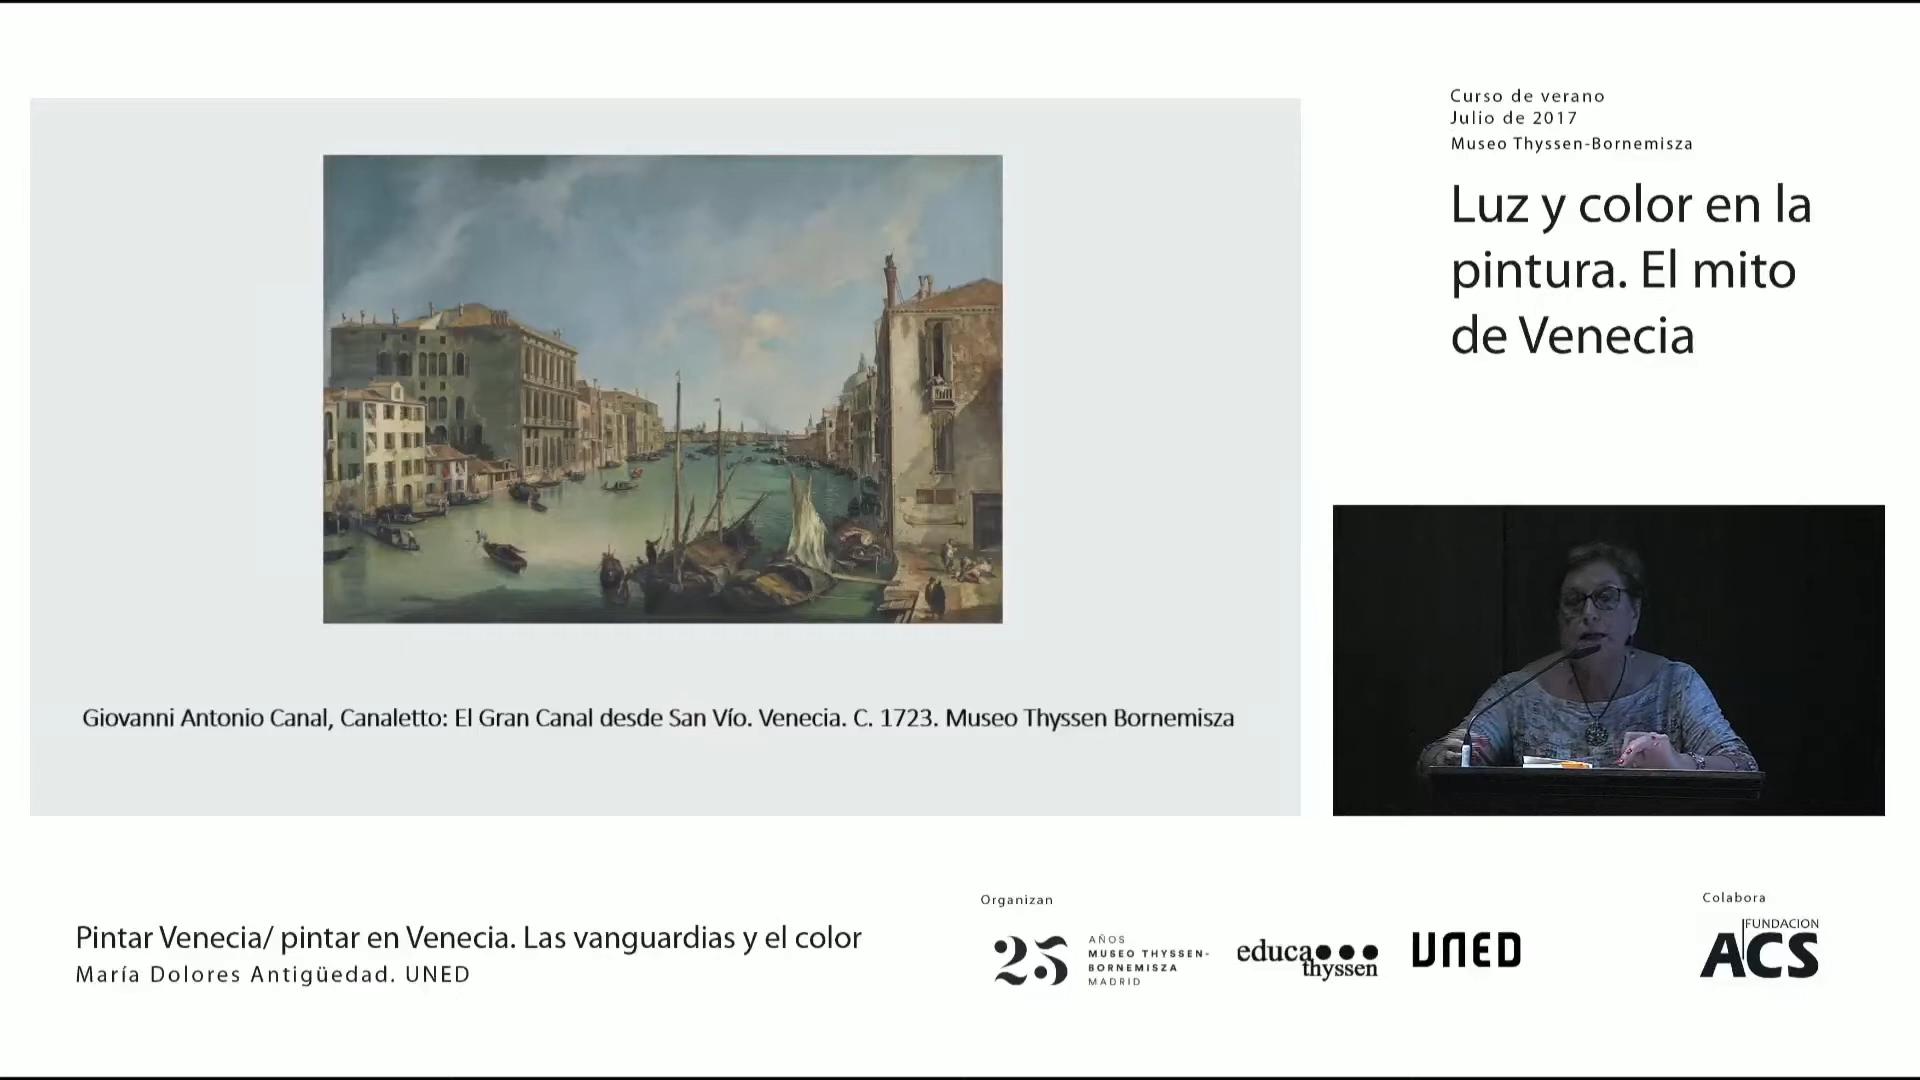 Curso de verano
Julio de 2017
Museo Thyssen-Bornemisza
Luz y color en la
pintura. El mito
de Venecia
Giovanni Antonio Canal, Canaletto: El Gran Canal desde San Vío. Venecia. C. 1723. Museo Thyssen Bornemisza
Pintar Venecia/ pintar en Venecia. Las vanguardias y el color
María Dolores Antigüedad. UNED
Organizan
25
AÑOS
MUSEO THYSSEN-
BORNEMISZA
MADRID
educa
thyssen
UNED
Colabora
FUNDACION
ACS